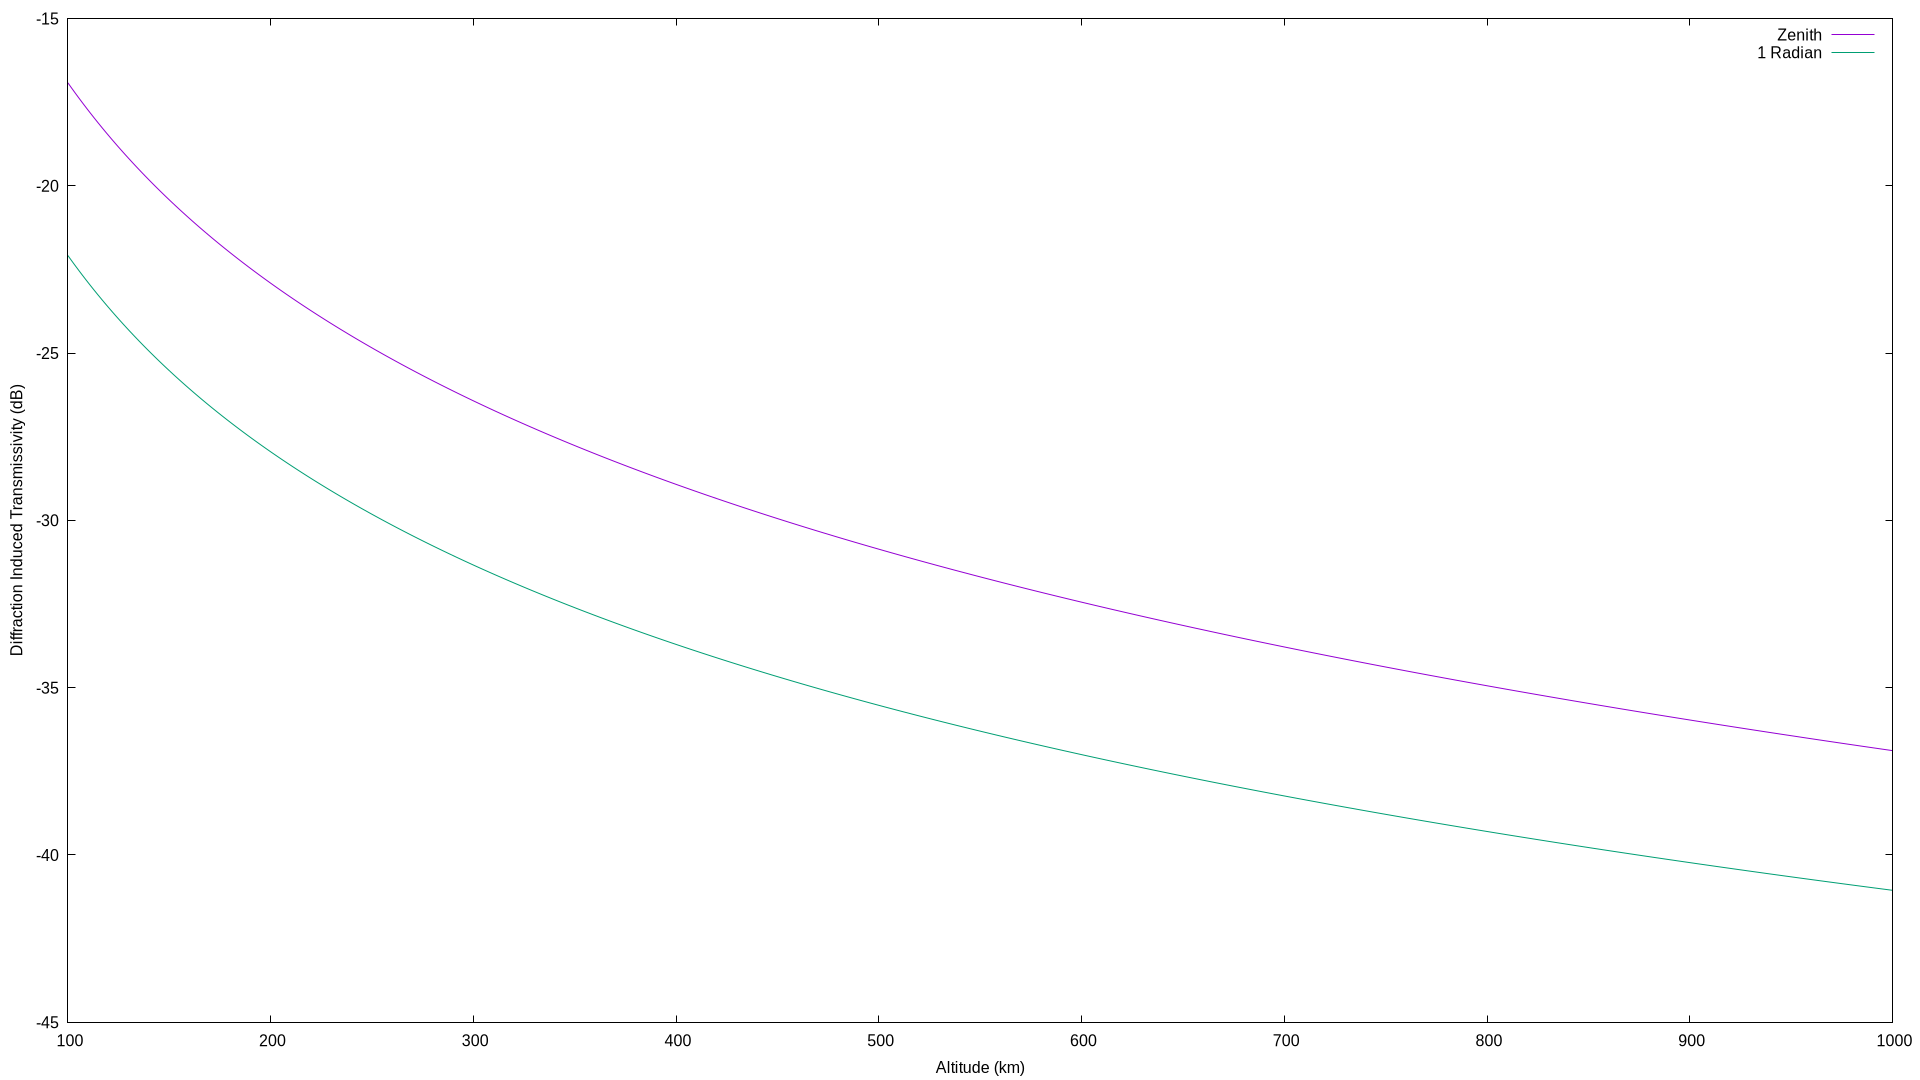 -15
-20
-25
-30
-35
-40
-45
Diffraction Induced Transmissivity (dB)
Zenith
1 Radian
100 200 300 400 500 600 700 800 900 1000
Altitude (km)